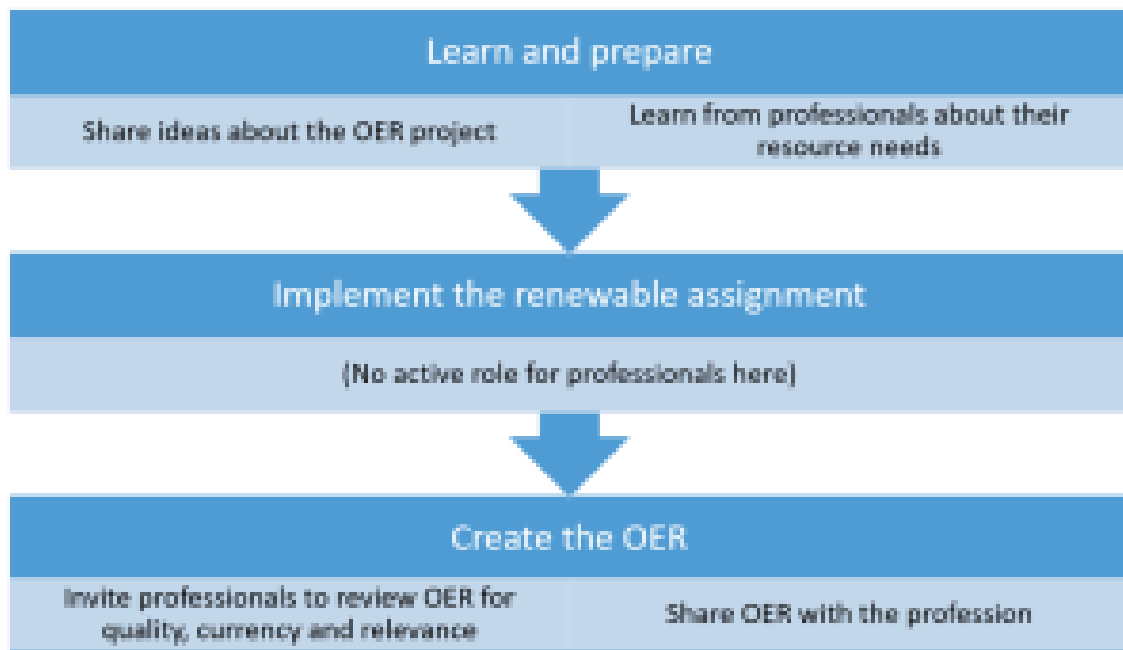 Learn and prepare
Share ideas about the OER project
Learn from professionals about their
resource needs
Implement the renewable assignment
(No active role for professionals here)
Create the OER
Invite professionals to review OER for
quality, currency and relevance
Share OER with the profession